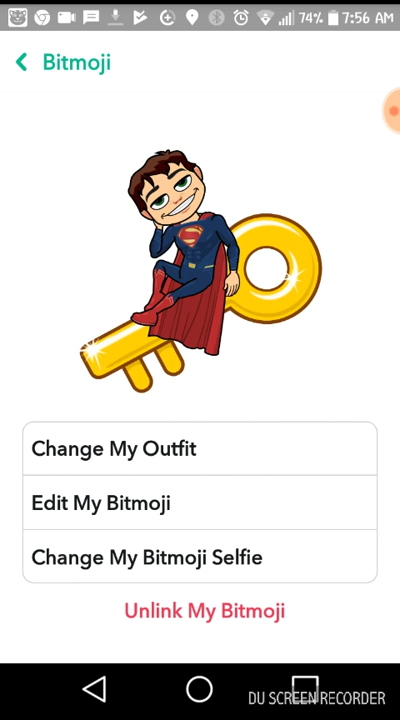 74% 7:56 AM
Bitmoji
Change My Outfit
Edit My Bitmoji
Change My Bitmoji Selfie
Unlink My Bitmoji
DU SCREEN RECORDER